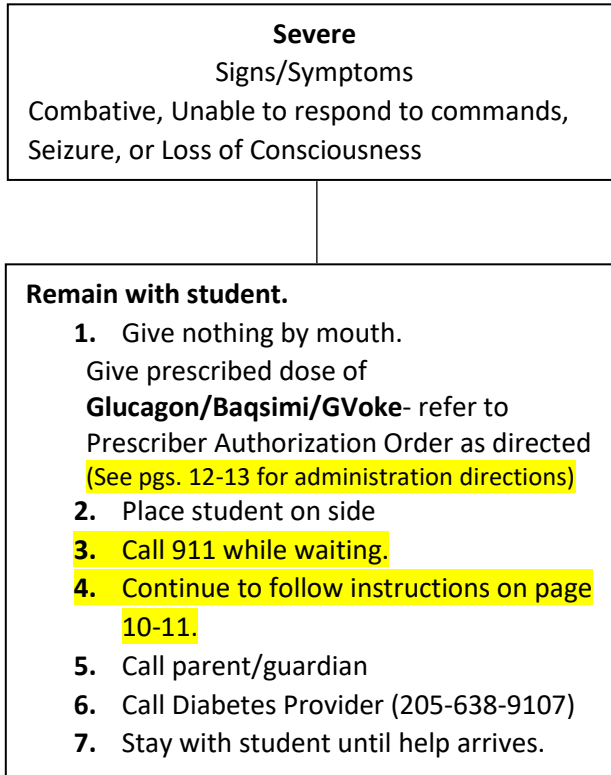 Severe
Signs/Symptoms
Combative, Unable to respond to commands,
Seizure, or Loss of Consciousness
Remain with student.
1. Give nothing by mouth.
Give prescribed dose of
Glucagon/Baqsimi/GVoke- refer to
Prescriber Authorization Order as directed
(See pgs. 12-13 for administration directions)
2. Place student on side
3. Call 911 while waiting.
4. Continue to follow instructions on page
10-11.
5. Call parent/guardian
6. Call Diabetes Provider (205-638-9107)
7. Stay with student until help arrives.